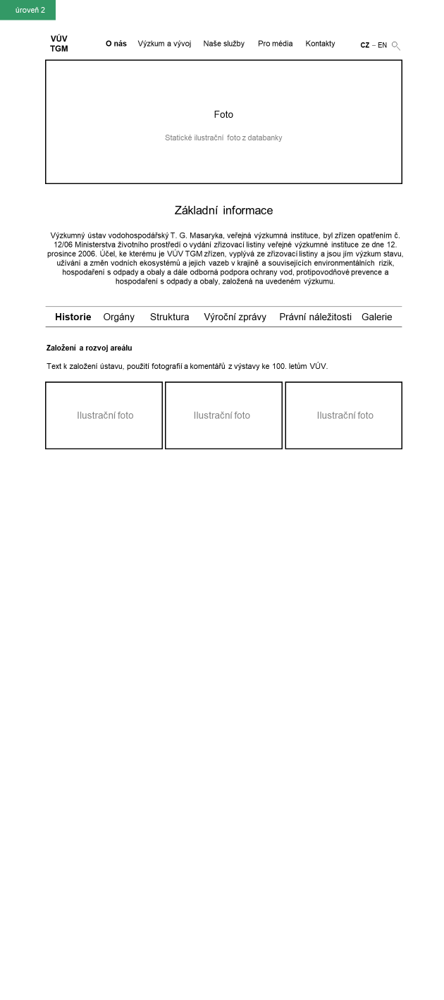 úroveň 2
VÚV
TGM
O nás Výzkum a vývoj Naše služby Pro média Kontakty CZ – EN
Foto
Statické ilustrační foto z databanky
Základní informace
Výzkumný ústav vodohospodářský T. G. Masaryka, veřejná výzkumná instituce, byl zřízen opatřením č.
12/06 Ministerstva životního prostředí o vydání zřizovací listiny veřejné výzkumné instituce ze dne 12.
prosince 2006. Účel, ke kterému je VÚV TGM zřízen, vyplývá ze zřizovací listiny a jsou jím výzkum stavu,
užívání a změn vodních ekosystémů a jejich vazeb v krajině a souvisejících environmentálních rizik,
hospodaření s odpady a obaly a dále odborná podpora ochrany vod, protipovodňové prevence a
hospodaření s odpady a obaly, založená na uvedeném výzkumu.
Historie Orgány Struktura Výroční zprávy Právní náležitosti Galerie
Založení a rozvoj areálu
Text k založení ústavu, použití fotografií a komentářů z výstavy ke 100. letům VÚV.
Ilustrační foto Ilustrační foto Ilustrační foto